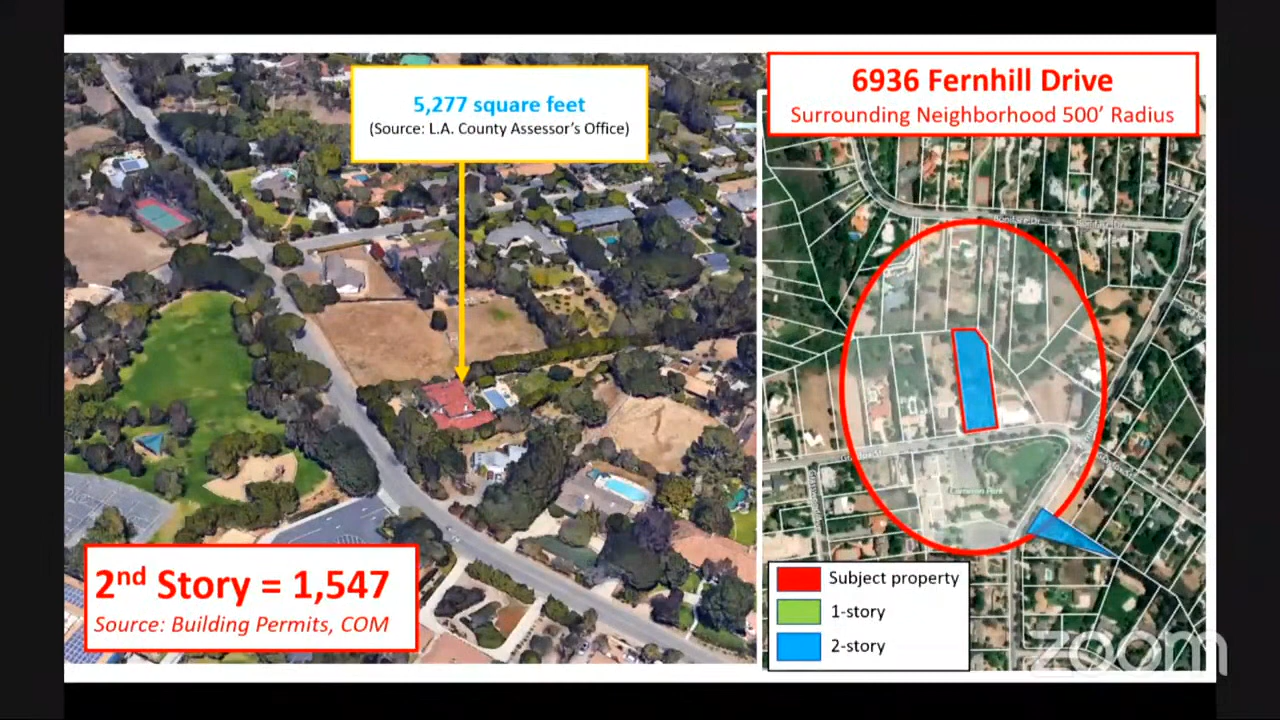 5,277 square feet
(Source: L.A. County Assessor's Office)
6936 Fernhill Drive
Surrounding Neighborhood 500' Radius
2nd Story = 1,547
Source: Building Permits, COM
Subject property
1-story
2-story
zoom